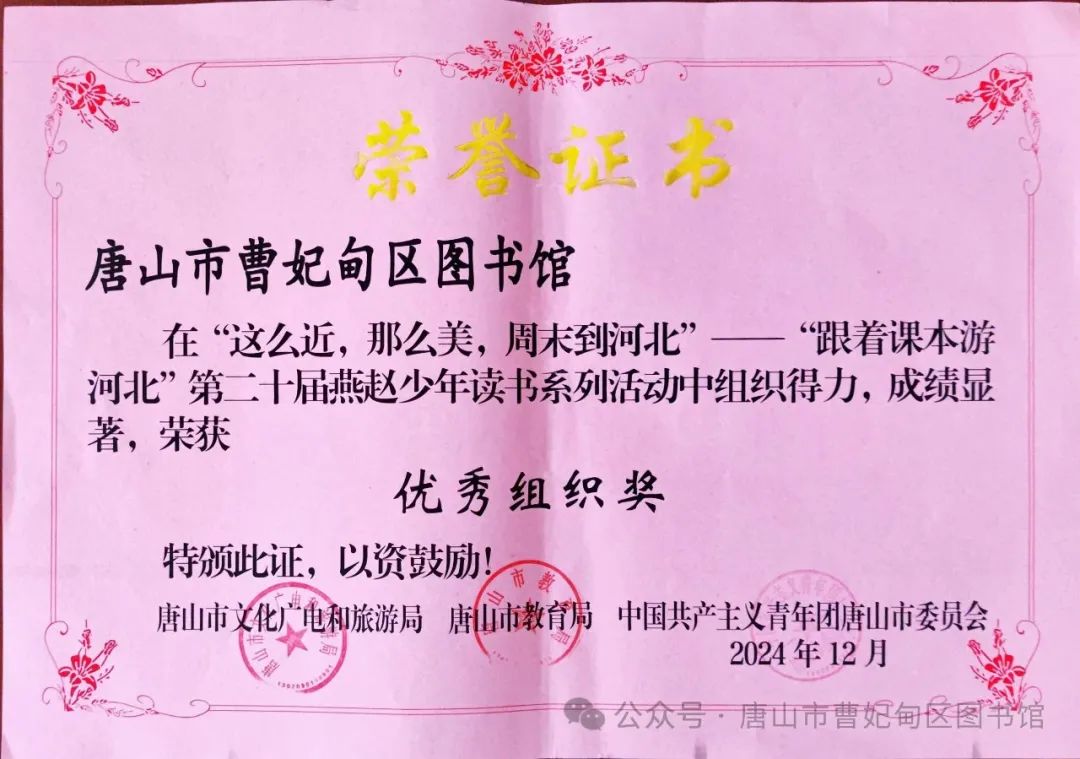 荣誉证书
唐山市曹妃甸区图书馆
在“这么近，那么美，周末到河北”——“跟着课本游
河北”第二十届燕赵少年读书系列活动中组织得力，成绩显
著，荣获
优秀组织奖
特颁此证，以资鼓励！
唐山市文化广电和旅游局 唐山市教育局 中国共产主义青年团唐山市委员会
2024年12月
公众号·唐山市曹妃甸区图书馆